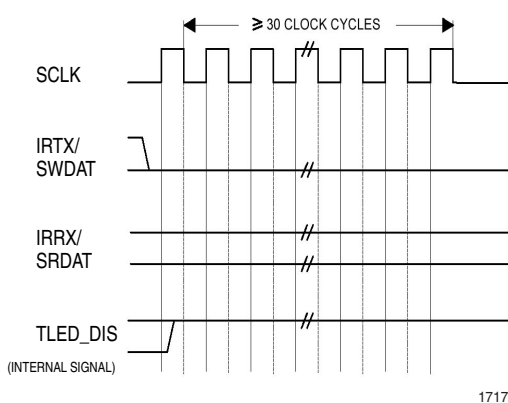 ≥ 30 CLOCK CYCLES
SCLK
IRTX/
SWDAT
IRRX/
SRDAT
TLED_DIS
(INTERNAL SIGNAL)
1717